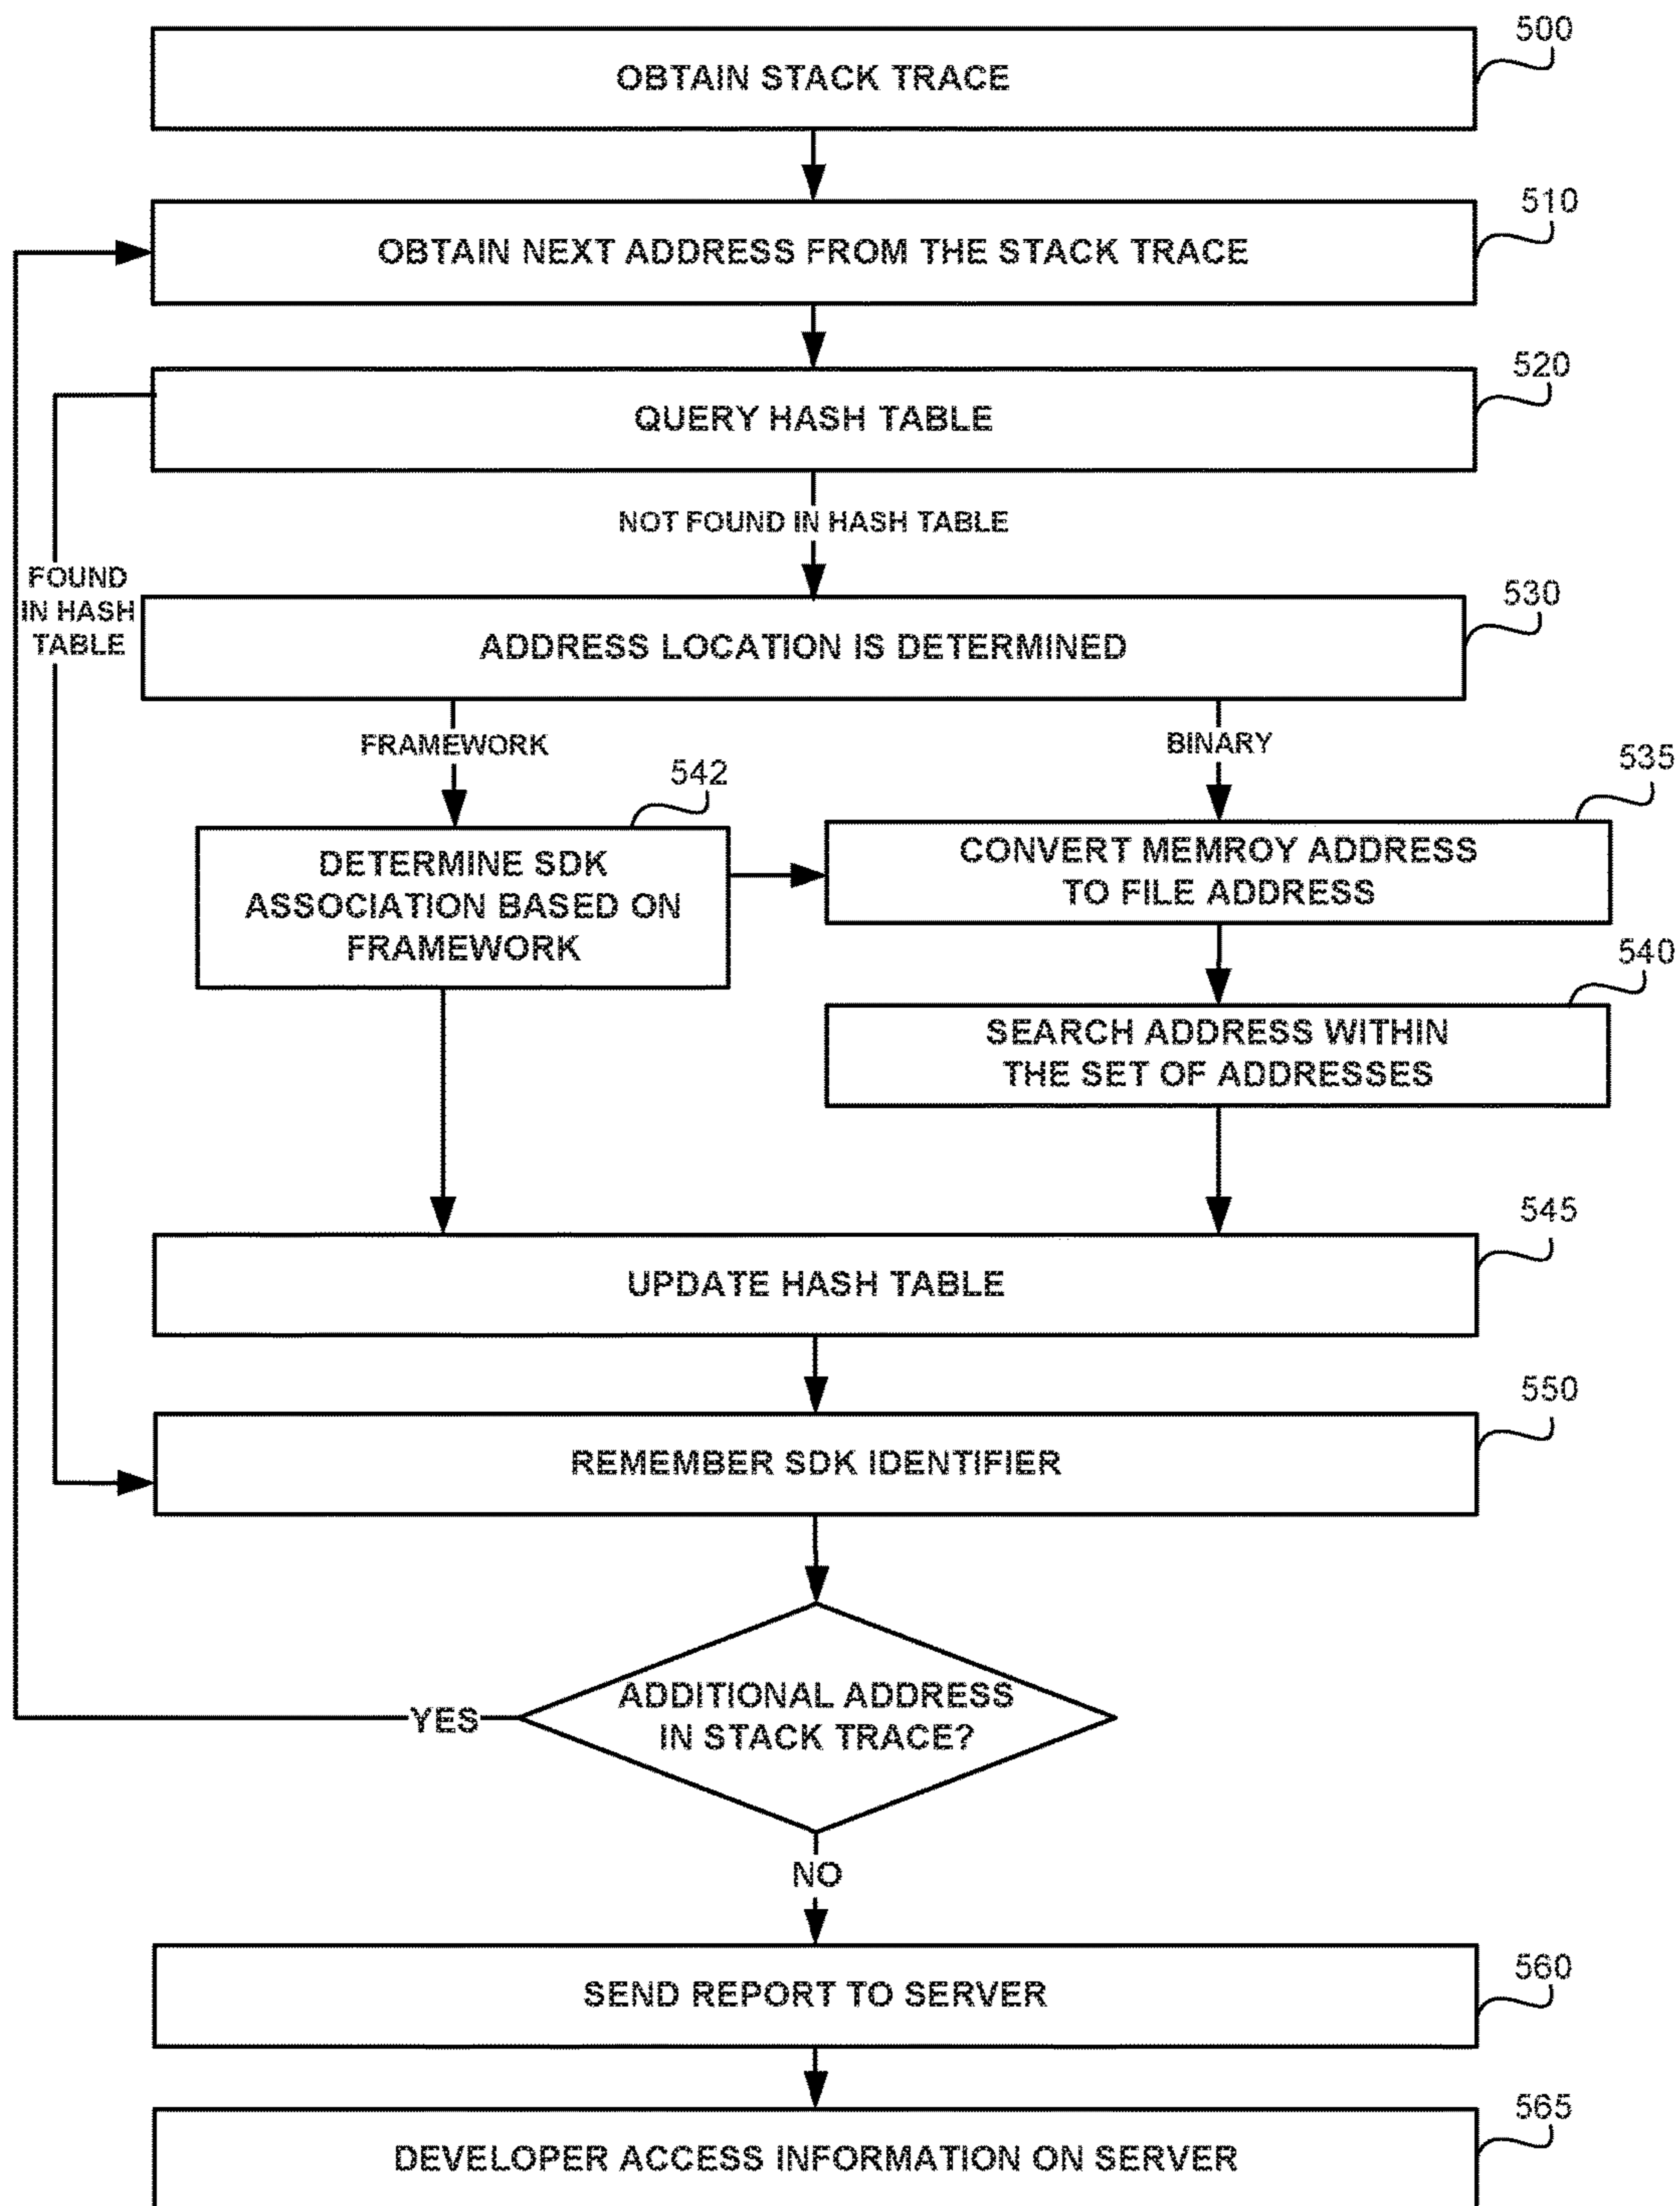 500
OBTAIN STACK TRACE
510
OBTAIN NEXT ADDRESS FROM THE STACK TRACE
520
QUERY HASH TABLE
NOT FOUND IN HASH TABLE
FOUND
IN HASH
TABLE
530
ADDRESS LOCATION IS DETERMINED
FRAMEWORK
BINARY
542
535
DETERMINE SDK
ASSOCIATION BASED ON
FRAMEWORK
CONVERT MEMROY ADDRESS
TO FILE ADDRESS
540
SEARCH ADDRESS WITHIN
THE SET OF ADDRESSES
545
UPDATE HASH TABLE
550
REMEMBER SDK IDENTIFIER
ADDITIONAL ADDRESS
IN STACK TRACE?
YES
NO
560
SEND REPORT TO SERVER
565
DEVELOPER ACCESS INFORMATION ON SERVER